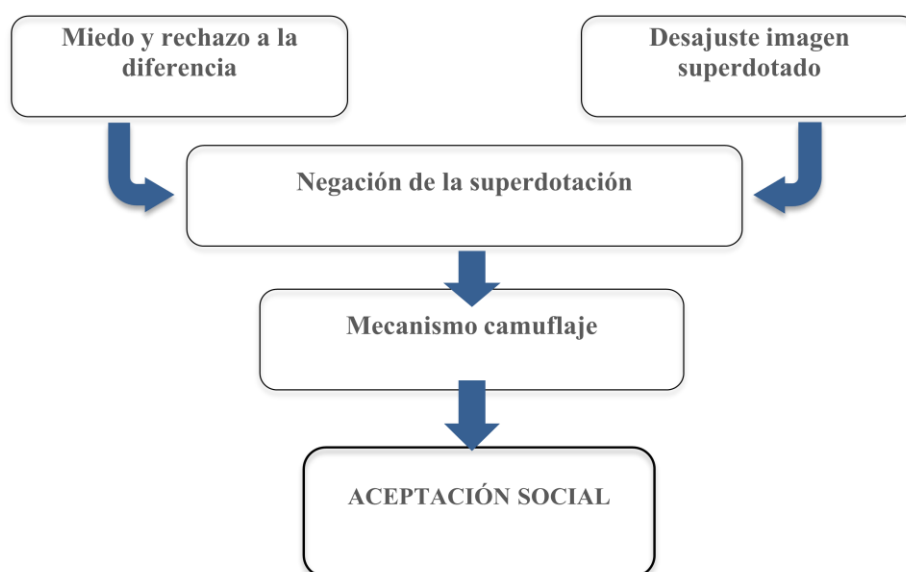 Miedo y rechazo a la
diferencia
Desajuste imagen
superdotado
Negación de la superdotación
Mecanismo camuflaje
ACEPTACIÓN SOCIAL